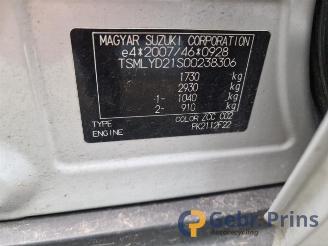 MAGYAR SUZUKI CORPORATION
e4*2007/46*0928
TSMLYD21S00238306
1730 kg
2930 kg
1- 1040 kg
2- 910 kg
COLOR ZCC C02
TYPE PK2112F22
ENGINE
Gebr. Prins
Autorecycling